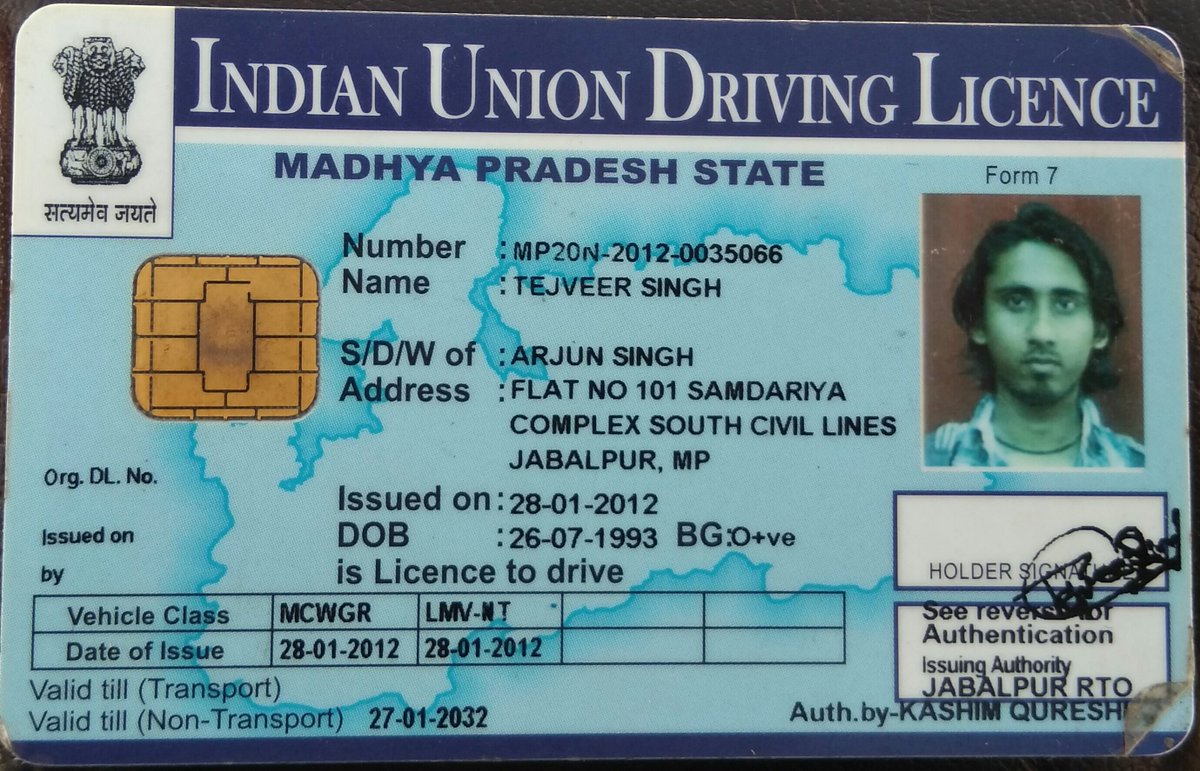 INDIAN UNION DRIVING LICENCE
सत्यमेव जयते
MADHYA PRADESH STATE
Form 7
Number : MP20N-2012-0035066
Name : TEJVEER SINGH
S/D/W of : ARJUN SINGH
Address : FLAT NO 101 SAMDARIYA
COMPLEX SOUTH CIVIL LINES
JABALPUR, MP
Org. DL. No.
Issued on : 28-01-2012
Issued on
DOB : 26-07-1993 BG:O+ve
by
is Licence to drive
HOLDER SIGNATURE
Vehicle Class MCWGR LMV-NT
Date of Issue 28-01-2012 28-01-2012
See reverse for
Authentication
Issuing Authority
JABALPUR RTO
Valid till (Transport)
Valid till (Non-Transport) 27-01-2032
Auth.by-KASHIM QURESHI